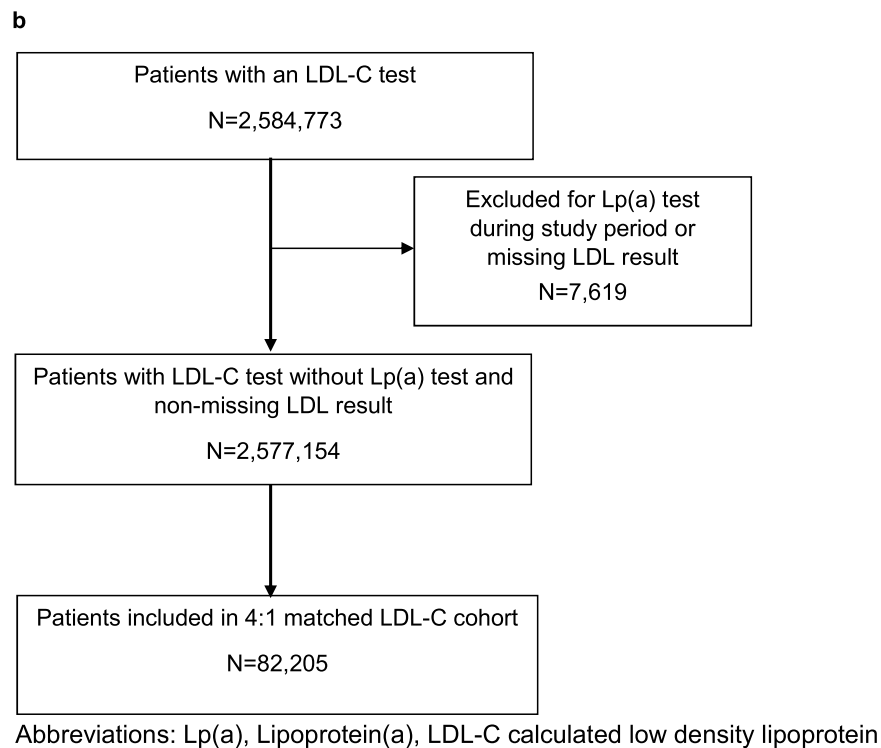 b
Patients with an LDL-C test
N=2,584,773
Excluded for Lp(a) test
during study period or
missing LDL result
N=7,619
Patients with LDL-C test without Lp(a) test and
non-missing LDL result
N=2,577,154
Patients included in 4:1 matched LDL-C cohort
N=82,205
Abbreviations: Lp(a), Lipoprotein(a), LDL-C calculated low density lipoprotein